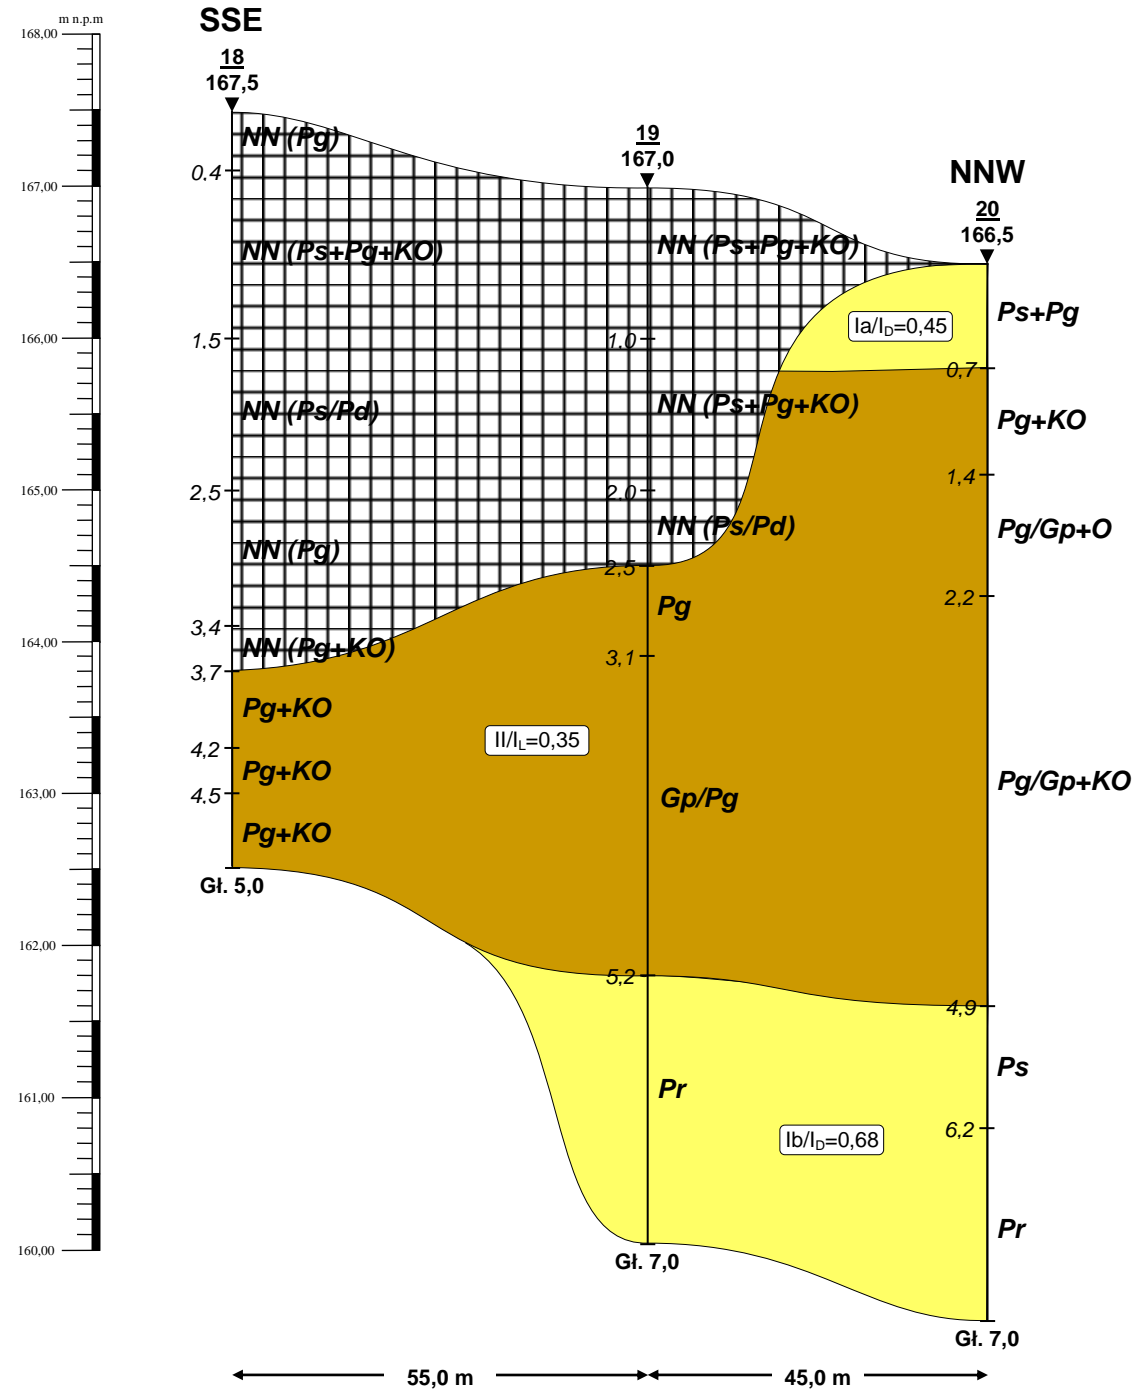 m n.p.m
168,00
167,00
166,00
165,00
164,00
163,00
162,00
161,00
160,00
SSE
18
167,5
NN (Pg)
0.4
NN (Ps+Pg+KO)
1.5
NN (Ps/Pd)
2,5
NN (Pg)
3,4
NN (Pg+KO)
3,7
Pg+KO
4,2
Pg+KO
4.5
Pg+KO
Gł. 5,0
II/IL=0,35
19
167,0
NN (Ps+Pg+KO)
1.0
NN (Ps+Pg+KO)
2.0
NN (Ps/Pd)
2,5
Pg
3,1
Gp/Pg
5,2
Pr
Gł. 7,0
NNW
20
166,5
Ia/ID=0,45
Ps+Pg
0,7
Pg+KO
1,4
Pg/Gp+O
2,2
Pg/Gp+KO
4,9
Ps
6,2
Ib/ID=0,68
Pr
Gł. 7,0
55,0 m
45,0 m